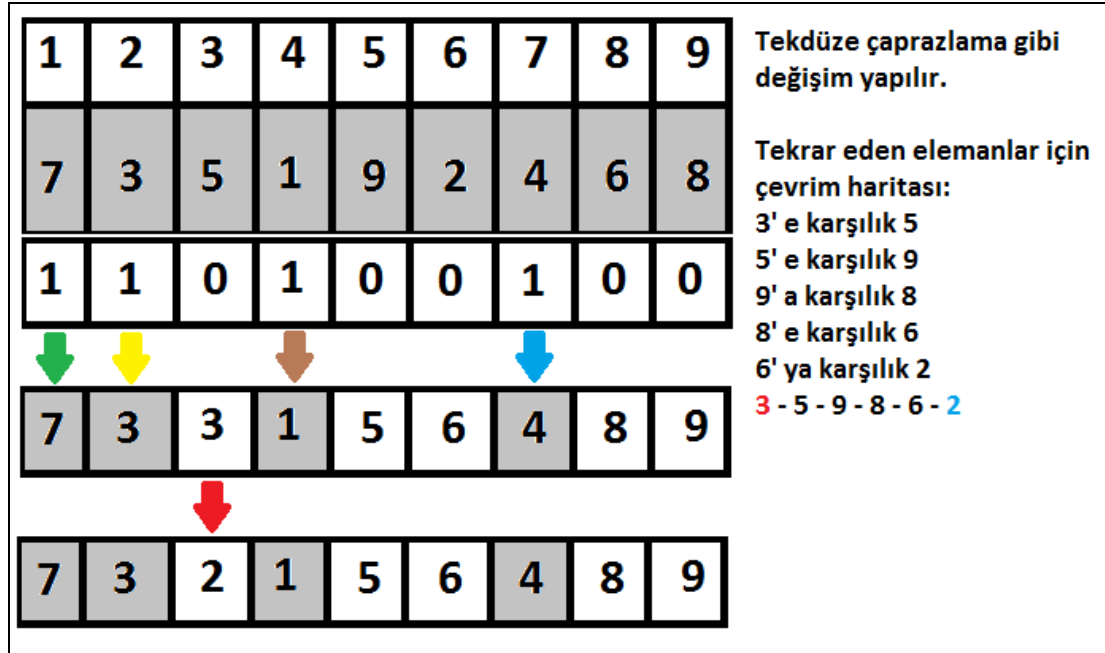 1 2 3 4 5 6 7 8 9
7 3 5 1 9 2 4 6 8
1 1 0 1 0 0 1 0 0
7 3 3 1 5 6 4 8 9
7 3 2 1 5 6 4 8 9
Tekdüze çaprazlama gibi
değişim yapılır.
Tekrar eden elemanlar için
çevrim haritası:
3' e karşılık 5
5' e karşılık 9
9' a karşılık 8
8' e karşılık 6
6' ya karşılık 2
3 - 5 - 9 - 8 - 6 - 2